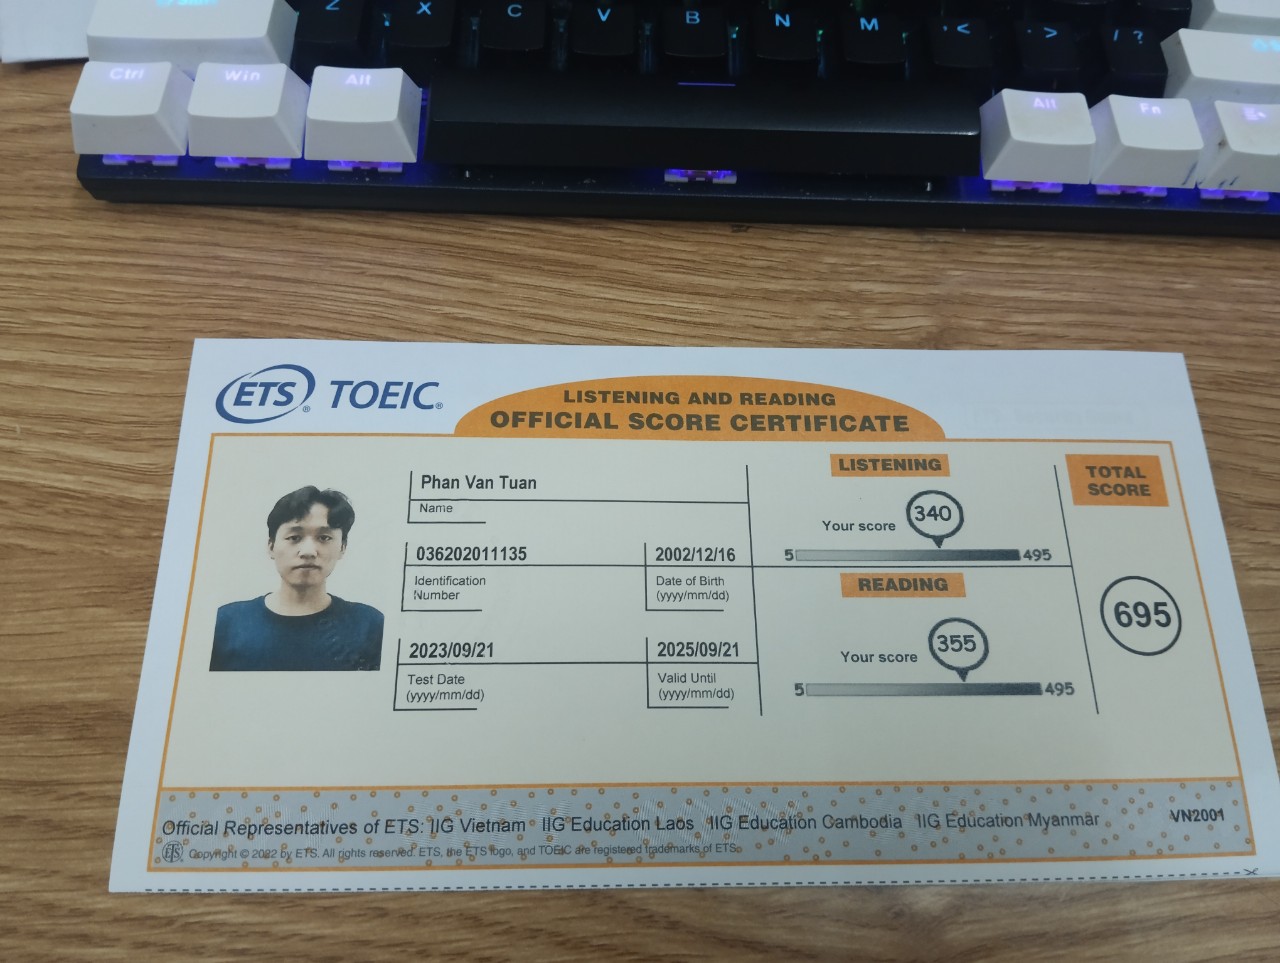 Z X C V B N M < > / ?
Ctrl Win Alt Alt Fn
ETS® TOEIC®
LISTENING AND READING
OFFICIAL SCORE CERTIFICATE
Phan Van Tuan
Name
036202011135 2002/12/16
Identification Number
Date of Birth (yyyy/mm/dd)
2023/09/21 2025/09/21
Test Date (yyyy/mm/dd)
Valid Until (yyyy/mm/dd)
LISTENING
Your score 340
5 495
READING
Your score 355
5 495
TOTAL
SCORE
695
Official Representatives of ETS: IIG Vietnam IIG Education Laos IIG Education Cambodia IIG Education Myanmar VN2001
ETS Copyright © 2022 by ETS. All rights reserved. ETS, the ETS logo, and TOEIC are registered trademarks of ETS.